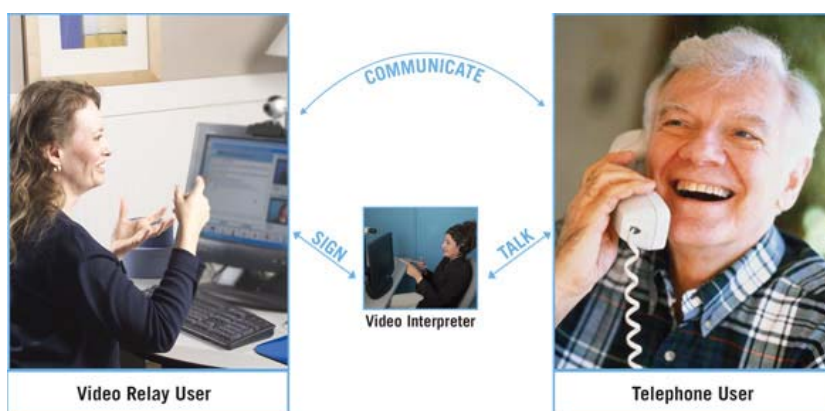 COMMUNICATE
SIGN
TALK
Video Interpreter
Video Relay User
Telephone User